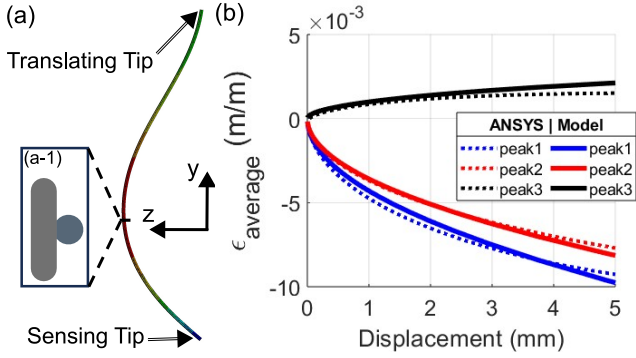 (a)
Translating Tip
(a-1)
y
z
Sensing Tip
(b)
×10⁻³
5
0
-5
-10
ϵ average (m/m)
ANSYS | Model
peak1 peak1
peak2 peak2
peak3 peak3
0 1 2 3 4 5
Displacement (mm)